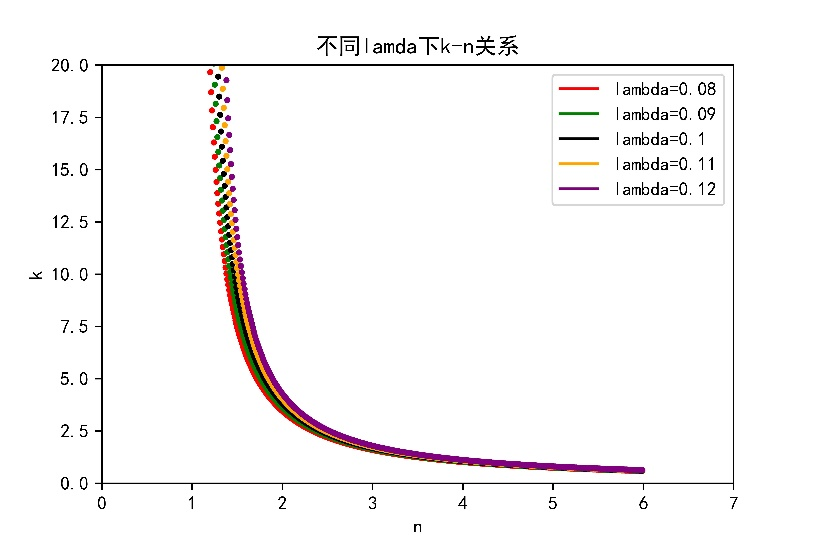 不同lamda下k-n关系
20.0
17.5
15.0
12.5
10.0
7.5
5.0
2.5
0.0
k
lambda=0.08
lambda=0.09
lambda=0.1
lambda=0.11
lambda=0.12
0 1 2 3 4 5 6 7
n